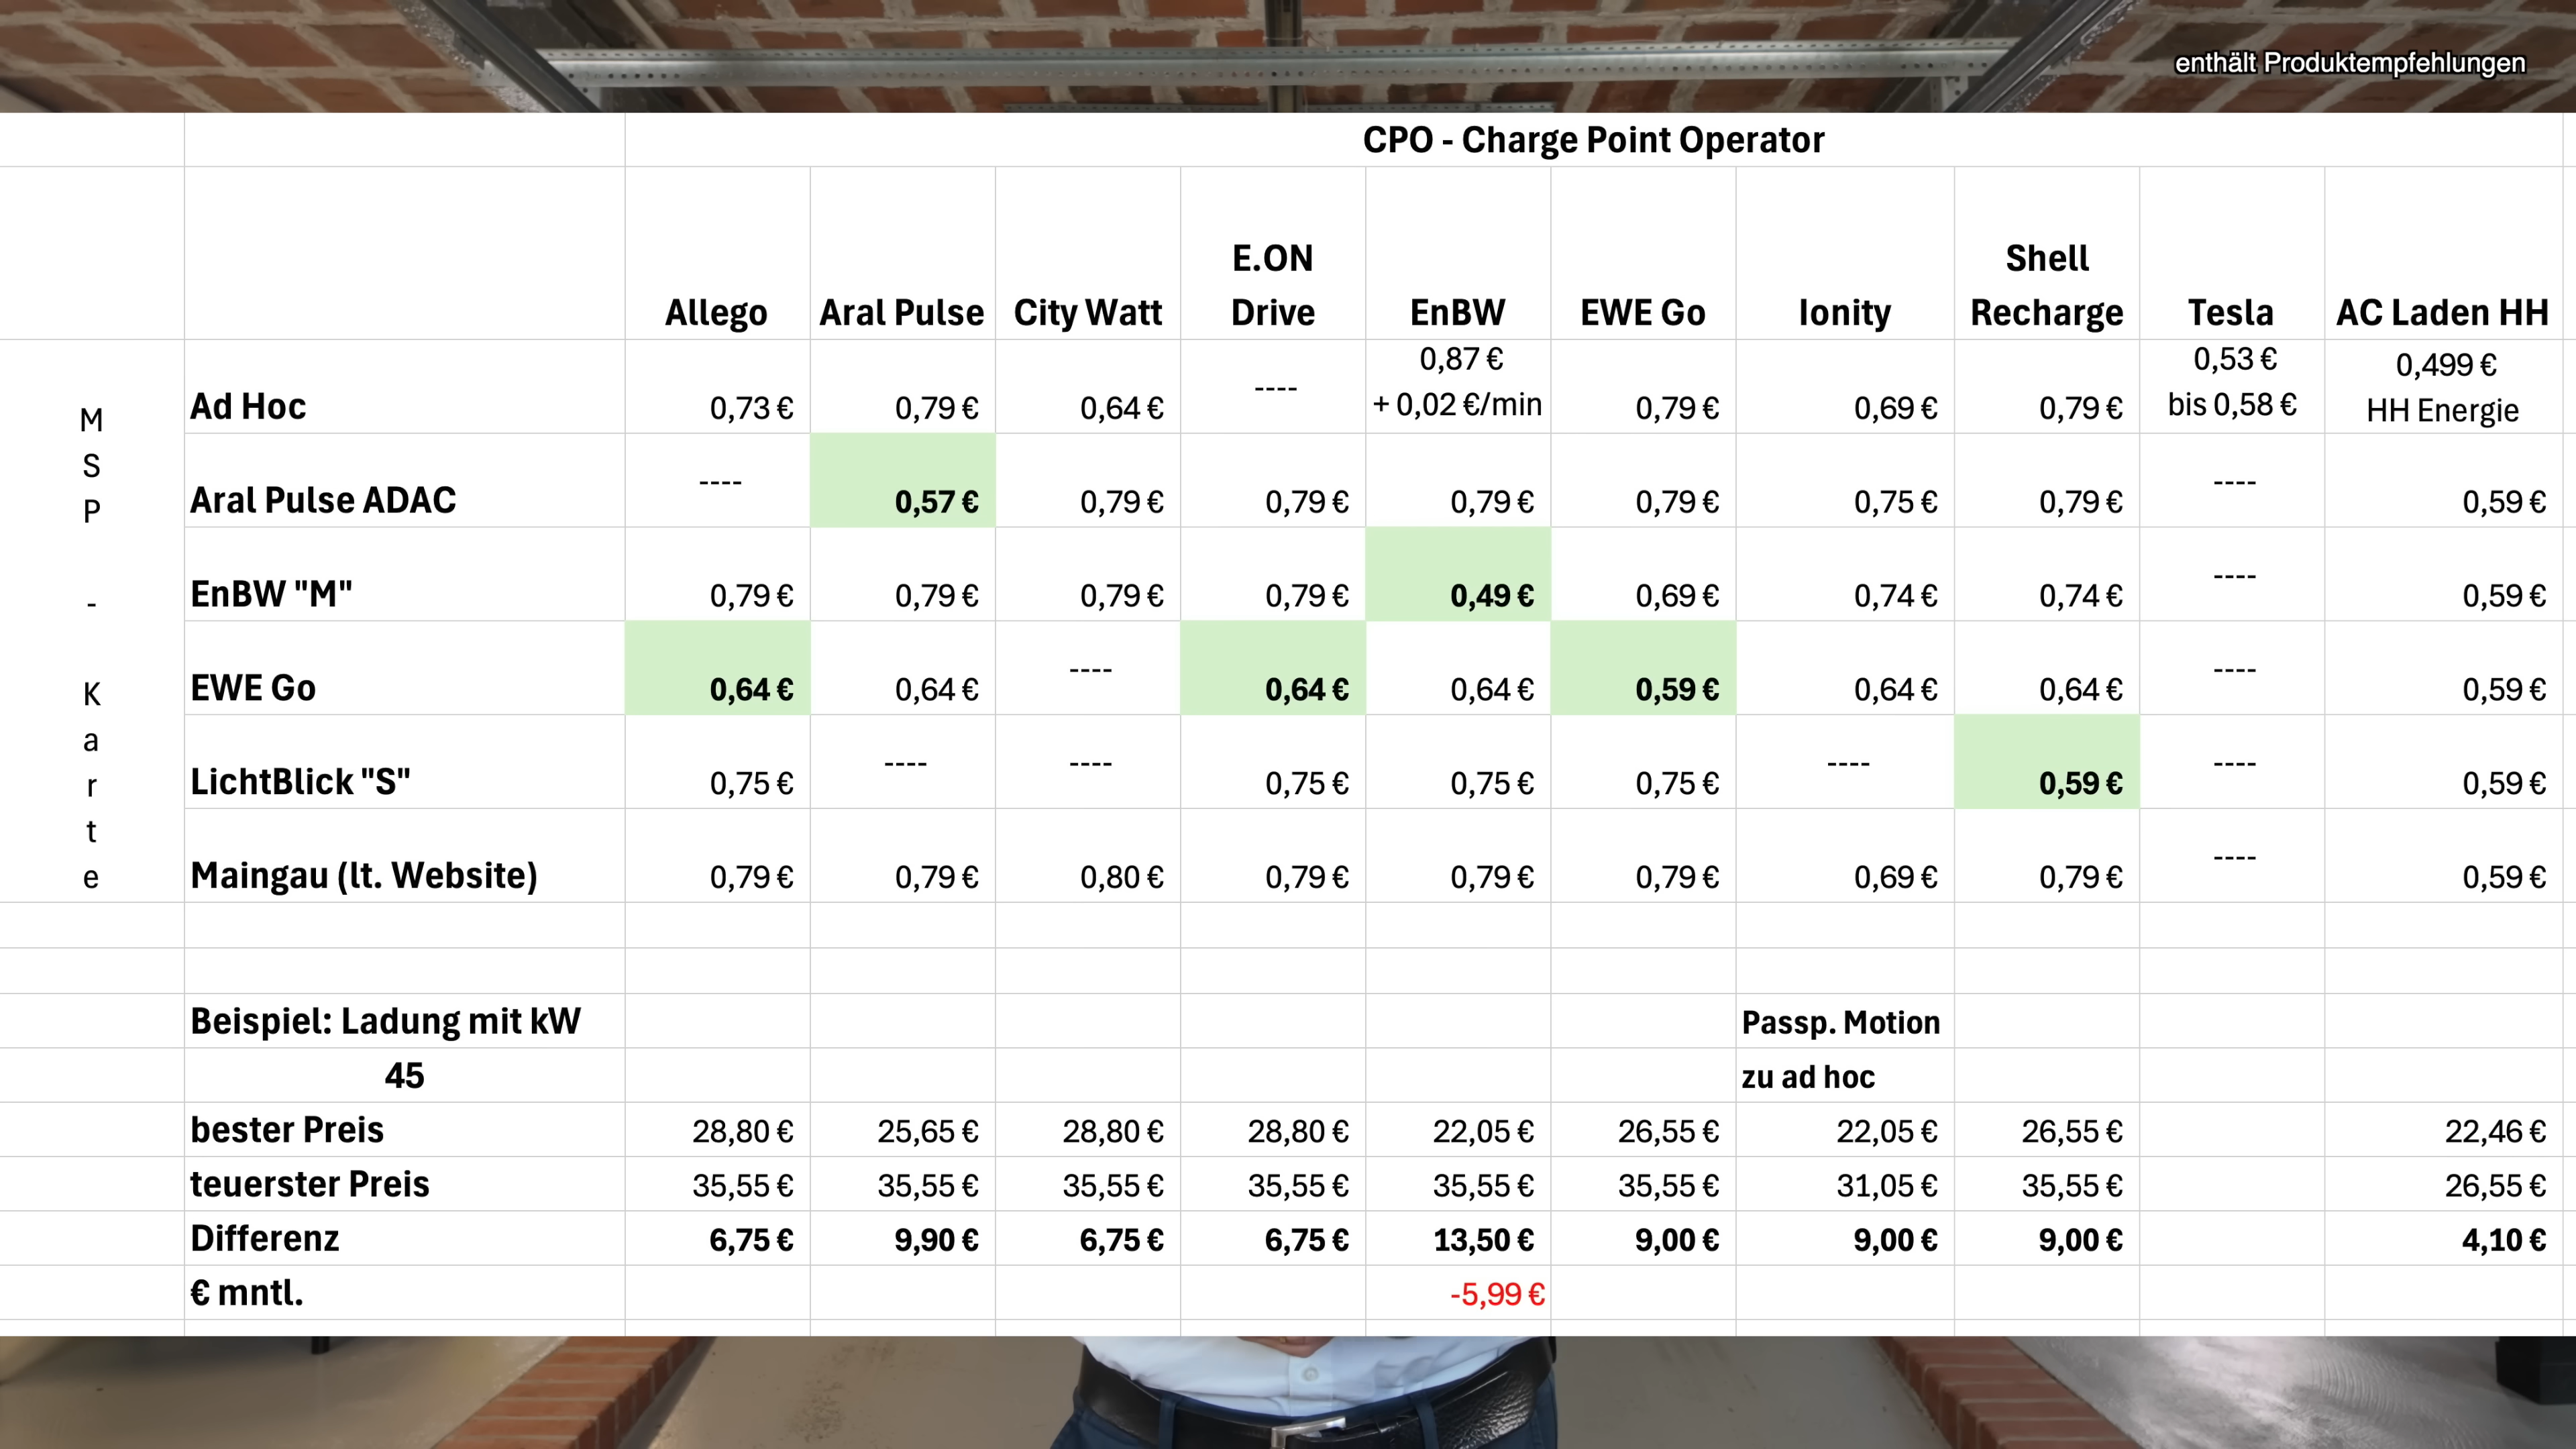 enthält Produktempfehlungen
CPO - Charge Point Operator
Allego Aral Pulse City Watt E.ON Drive EnBW EWE Go Ionity Shell Recharge Tesla AC Laden HH
MSP - Karte
Ad Hoc 0,73 € 0,79 € 0,64 € ---- 0,87 € + 0,02 €/min 0,79 € 0,69 € 0,79 € 0,53 € bis 0,58 € 0,499 € HH Energie
Aral Pulse ADAC ---- 0,57 € 0,79 € 0,79 € 0,79 € 0,79 € 0,75 € 0,79 € ---- 0,59 €
EnBW "M" 0,79 € 0,79 € 0,79 € 0,79 € 0,49 € 0,69 € 0,74 € 0,74 € ---- 0,59 €
EWE Go 0,64 € 0,64 € ---- 0,64 € 0,64 € 0,59 € 0,64 € 0,64 € ---- 0,59 €
LichtBlick "S" 0,75 € ---- ---- 0,75 € 0,75 € 0,75 € ---- 0,59 € ---- 0,59 €
Maingau (lt. Website) 0,79 € 0,79 € 0,80 € 0,79 € 0,79 € 0,79 € 0,69 € 0,79 € ---- 0,59 €
Beispiel: Ladung mit kW Passp. Motion
45 zu ad hoc
bester Preis 28,80 € 25,65 € 28,80 € 28,80 € 22,05 € 26,55 € 22,05 € 26,55 € 22,46 €
teuerster Preis 35,55 € 35,55 € 35,55 € 35,55 € 35,55 € 35,55 € 31,05 € 35,55 € 26,55 €
Differenz 6,75 € 9,90 € 6,75 € 6,75 € 13,50 € 9,00 € 9,00 € 9,00 € 4,10 €
€ mntl. -5,99 €